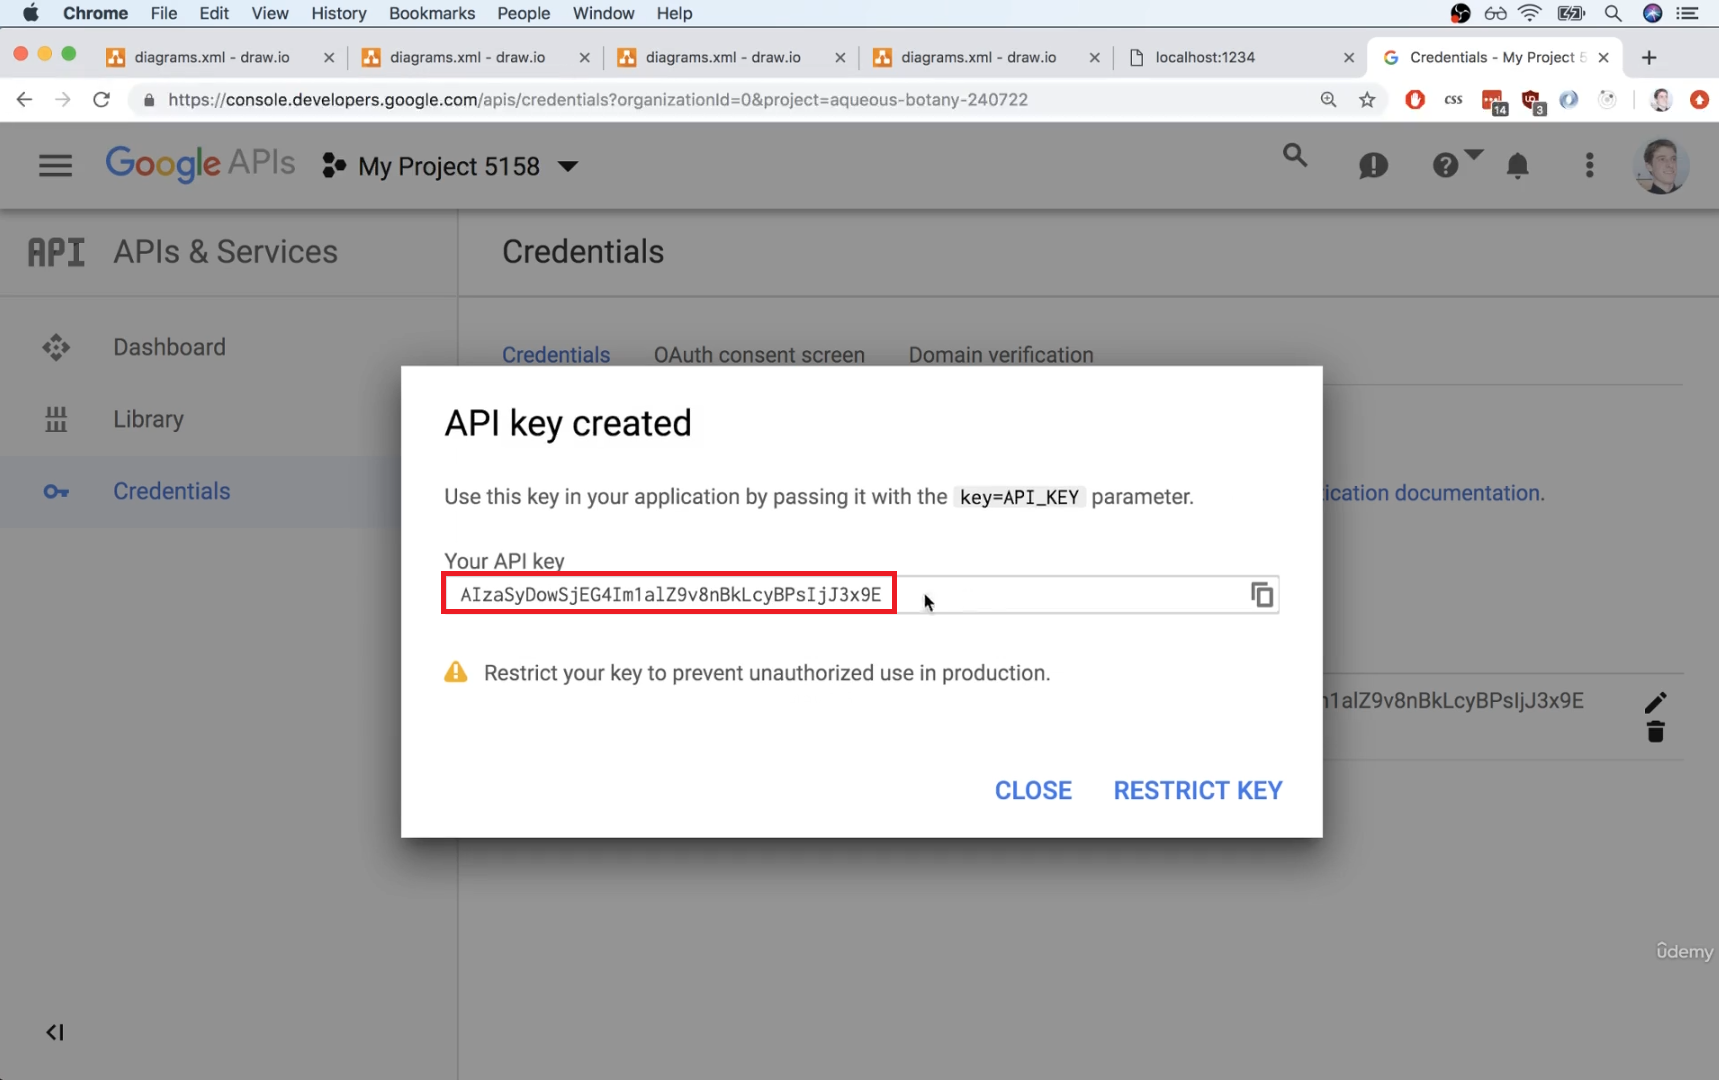 Chrome File Edit View History Bookmarks People Window Help
diagrams.xml - draw.io
diagrams.xml - draw.io
diagrams.xml - draw.io
diagrams.xml - draw.io
localhost:1234
Credentials - My Project 5
https://console.developers.google.com/apis/credentials?organizationId=0&project=aqueous-botany-240722
css
14
3
Google APIs
My Project 5158
API APIs & Services
Credentials
Dashboard
Library
Credentials
Credentials OAuth consent screen Domain verification
ication documentation.
API key created
Use this key in your application by passing it with the key=API_KEY parameter.
Your API key
AIzaSyDowSjEG4Im1alZ9v8nBkLcyBPsIjJ3x9E
Restrict your key to prevent unauthorized use in production.
1alZ9v8nBkLcyBPsIjJ3x9E
CLOSE RESTRICT KEY
ûdemy